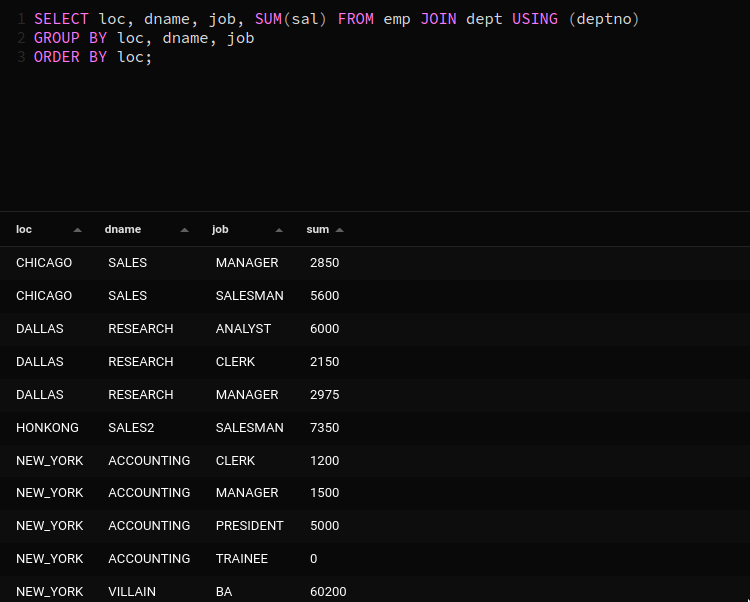 1 SELECT loc, dname, job, SUM(sal) FROM emp JOIN dept USING (deptno)
2 GROUP BY loc, dname, job
3 ORDER BY loc;
loc dname job sum
CHICAGO SALES MANAGER 2850
CHICAGO SALES SALESMAN 5600
DALLAS RESEARCH ANALYST 6000
DALLAS RESEARCH CLERK 2150
DALLAS RESEARCH MANAGER 2975
HONKONG SALES2 SALESMAN 7350
NEW_YORK ACCOUNTING CLERK 1200
NEW_YORK ACCOUNTING MANAGER 1500
NEW_YORK ACCOUNTING PRESIDENT 5000
NEW_YORK ACCOUNTING TRAINEE 0
NEW_YORK VILLAIN BA 60200